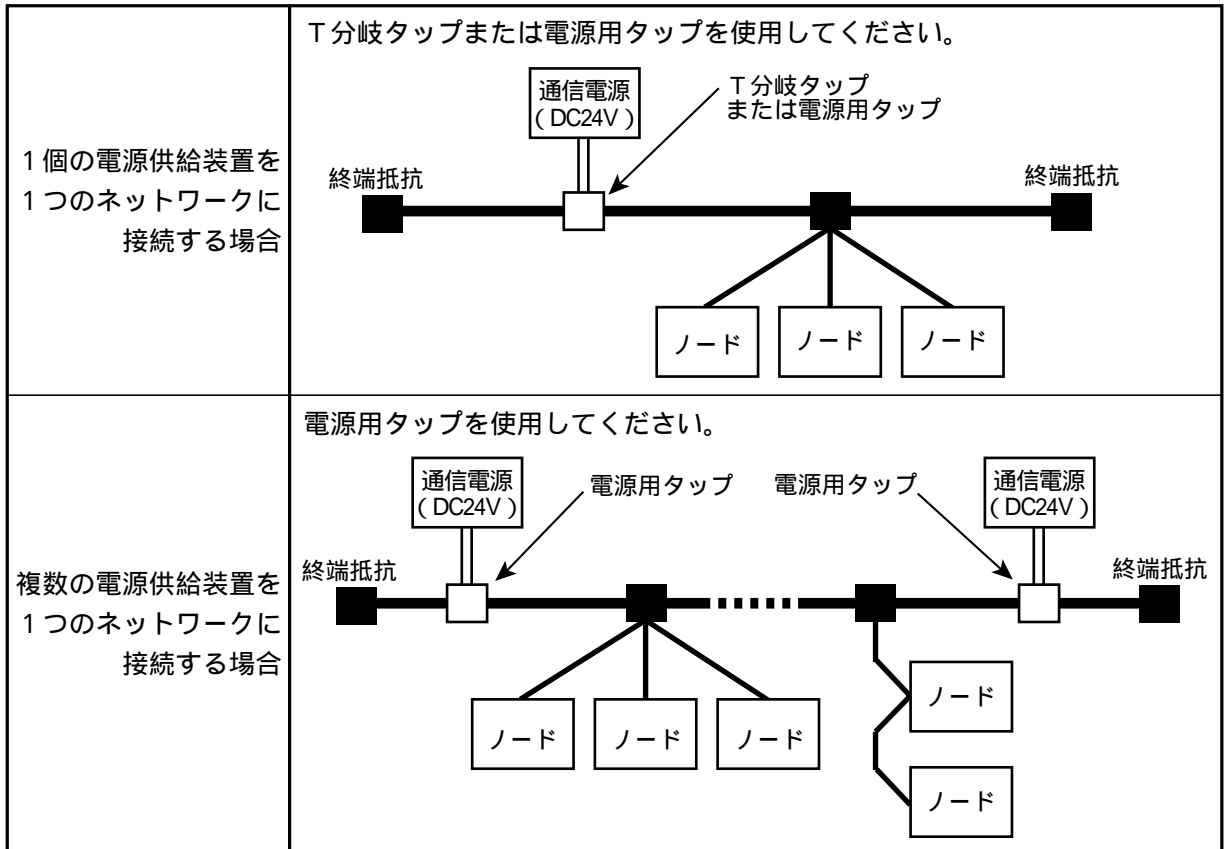 1個の電源供給装置を
1つのネットワークに
接続する場合
T分岐タップまたは電源用タップを使用してください。
通信電源
(DC24V)
T分岐タップ
または電源用タップ
終端抵抗
終端抵抗
ノード
ノード
ノード
複数の電源供給装置を
1つのネットワークに
接続する場合
電源用タップを使用してください。
通信電源
(DC24V)
電源用タップ
電源用タップ
通信電源
(DC24V)
終端抵抗
終端抵抗
ノード
ノード
ノード
ノード
ノード